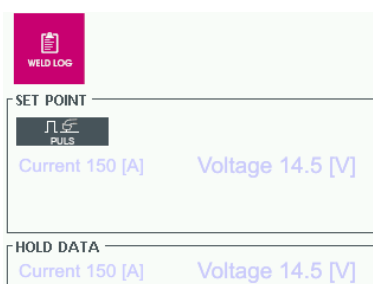 WELD LOG
SET POINT
PULS
Current 150 [A] Voltage 14.5 [V]
HOLD DATA
Current 150 [A] Voltage 14.5 [V]